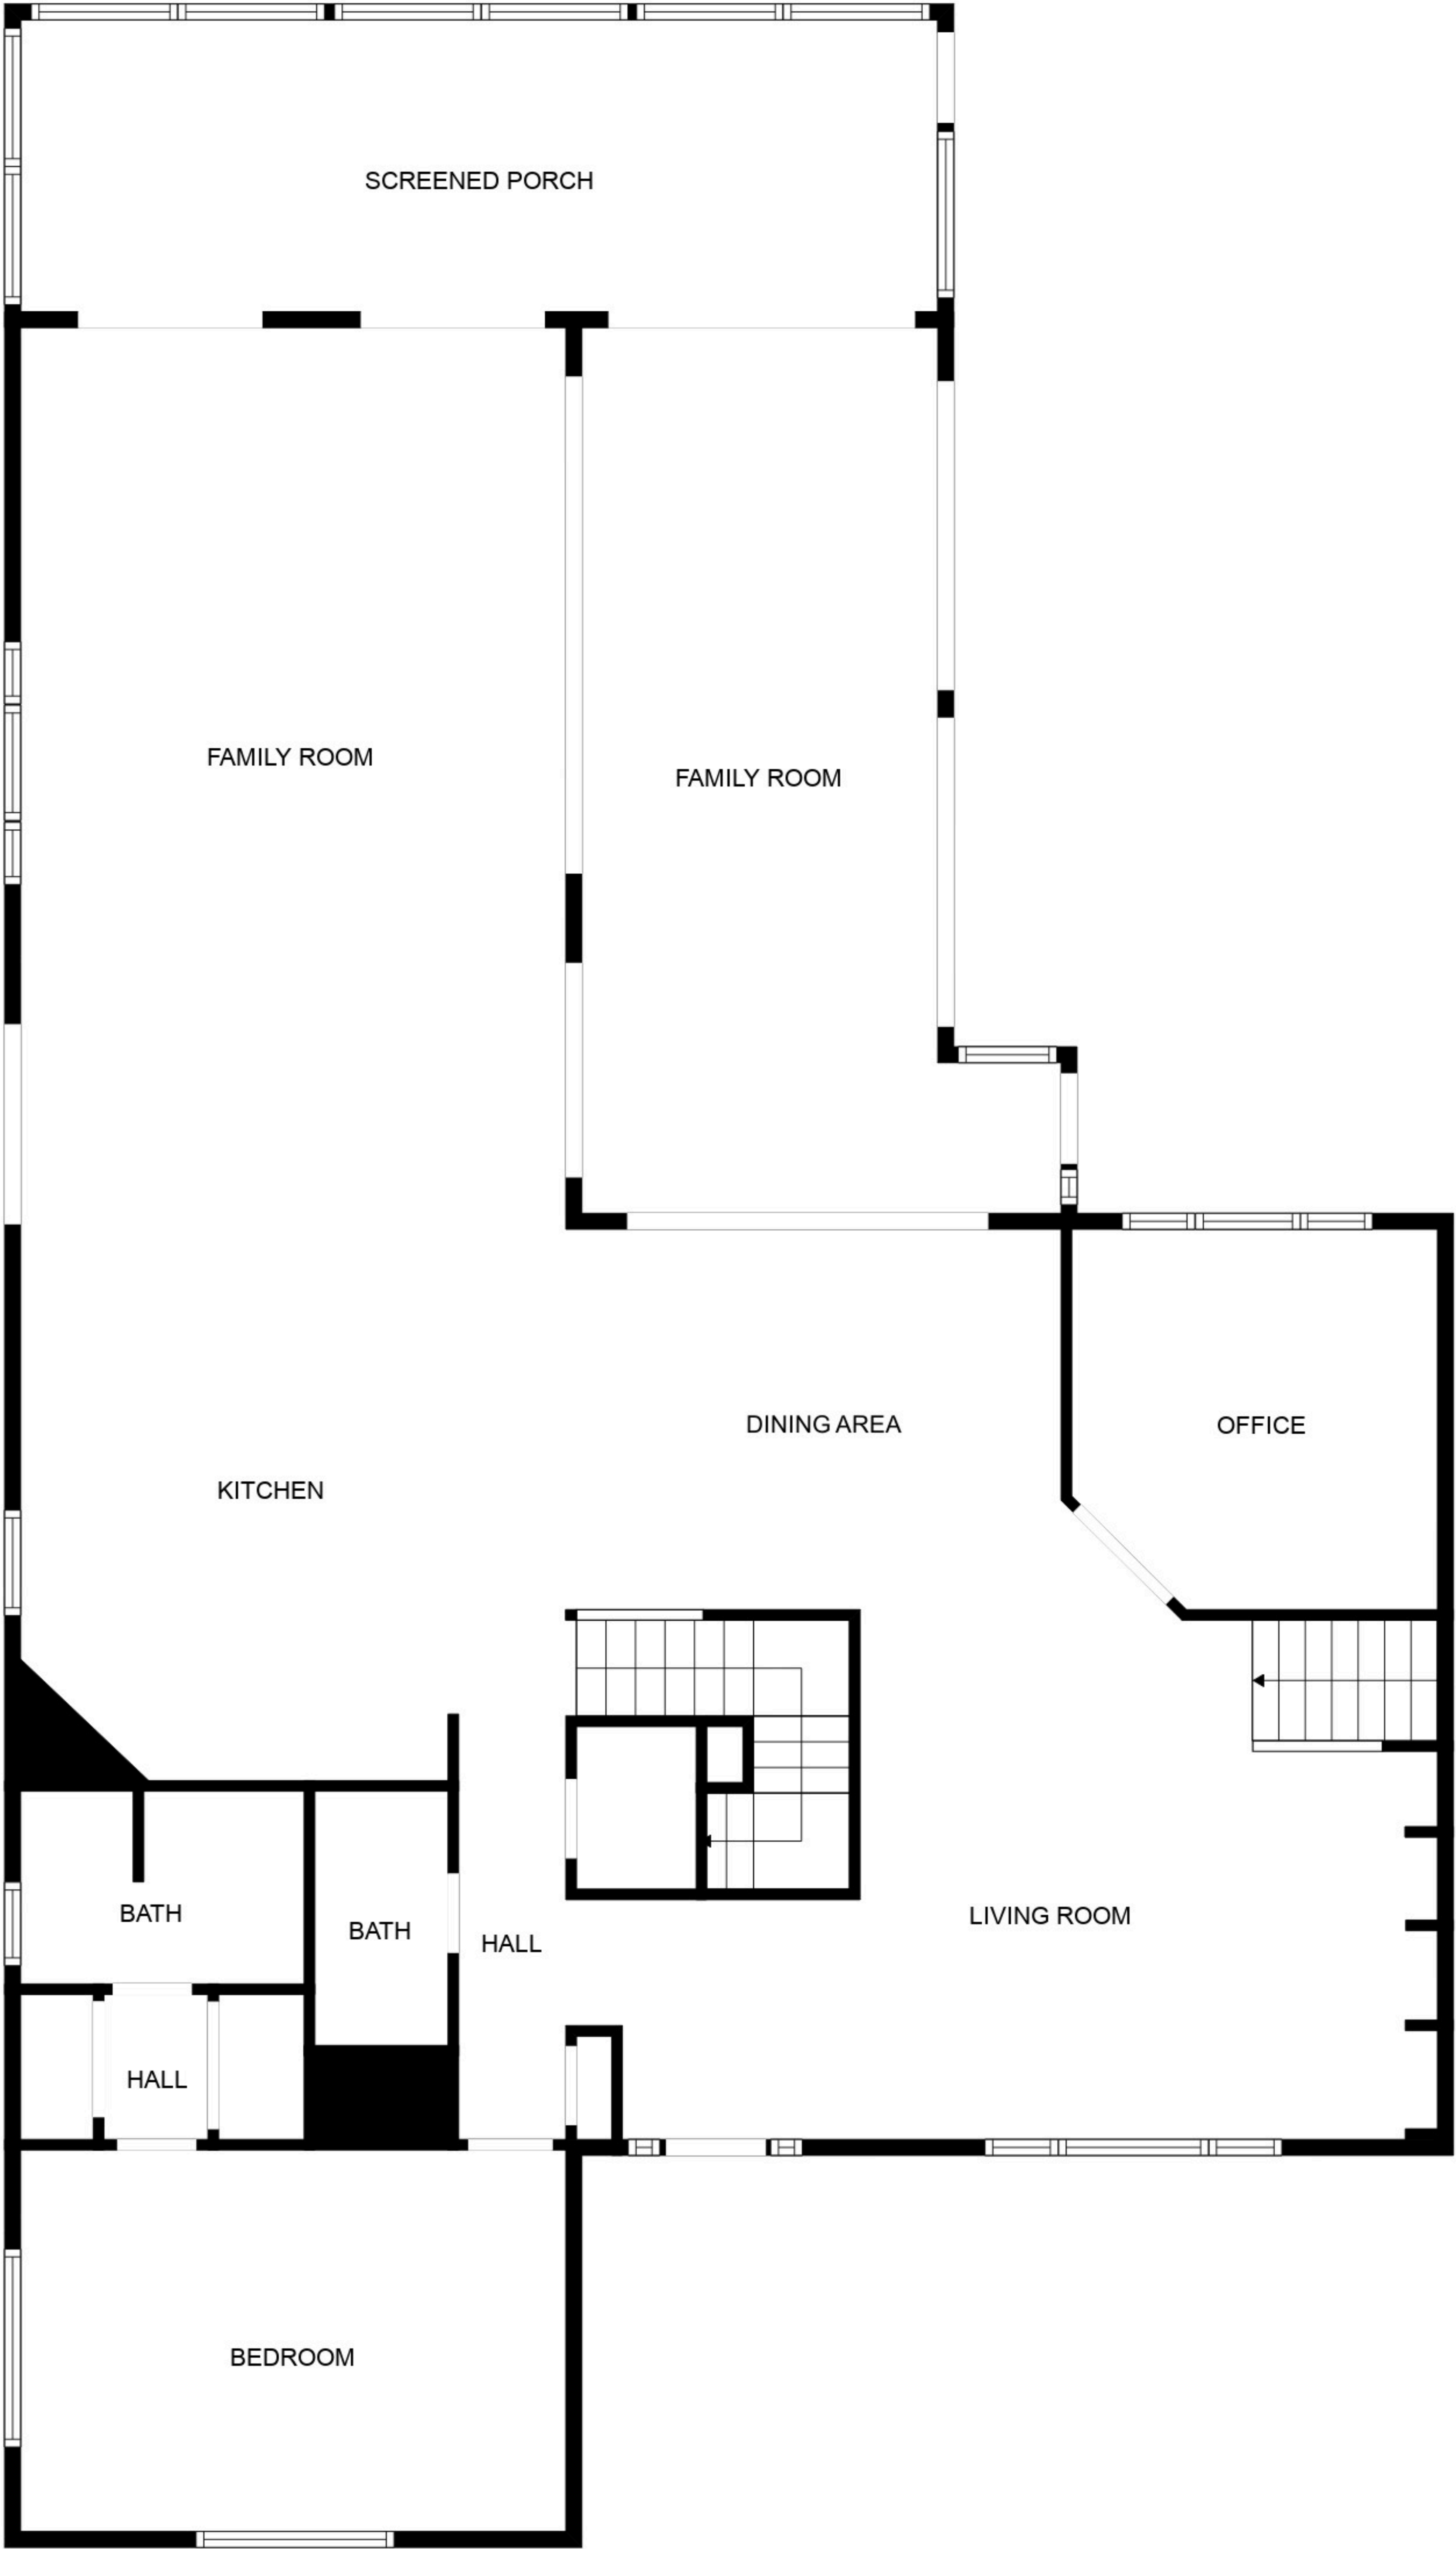 SCREENED PORCH
FAMILY ROOM
FAMILY ROOM
DINING AREA
OFFICE
KITCHEN
BATH
LIVING ROOM
BATH
HALL
HALL
BEDROOM